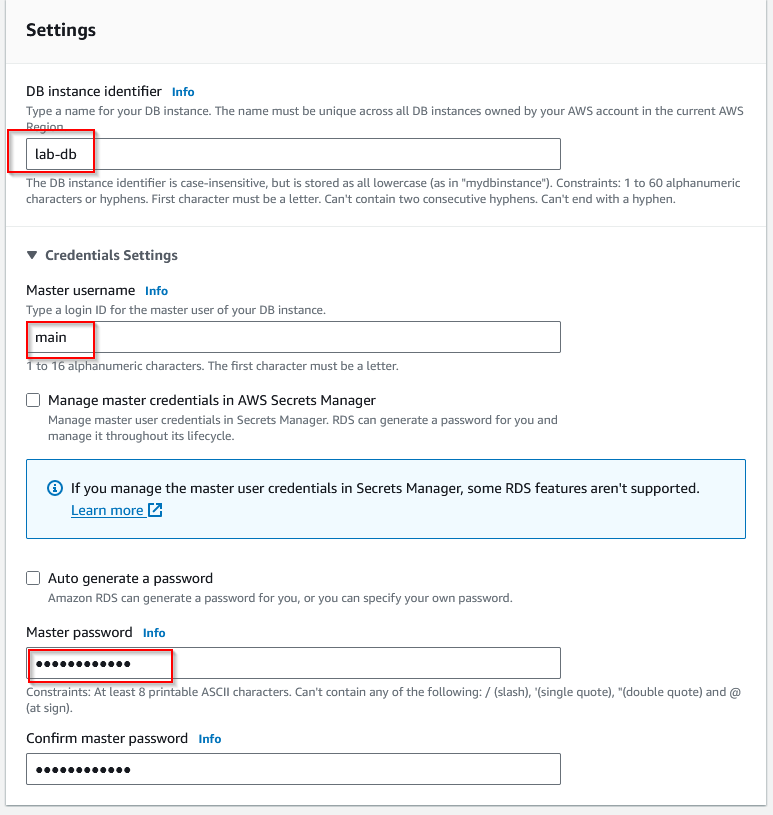 Settings
DB instance identifier Info
Type a name for your DB instance. The name must be unique across all DB instances owned by your AWS account in the current AWS
Region.
lab-db
The DB instance identifier is case-insensitive, but is stored as all lowercase (as in "mydbinstance"). Constraints: 1 to 60 alphanumeric
characters or hyphens. First character must be a letter. Can't contain two consecutive hyphens. Can't end with a hyphen.
▼ Credentials Settings
Master username Info
Type a login ID for the master user of your DB instance.
main
1 to 16 alphanumeric characters. The first character must be a letter.
Manage master credentials in AWS Secrets Manager
Manage master user credentials in Secrets Manager. RDS can generate a password for you and
manage it throughout its lifecycle.
If you manage the master user credentials in Secrets Manager, some RDS features aren't supported.
Learn more
Auto generate a password
Amazon RDS can generate a password for you, or you can specify your own password.
Master password Info
••••••••••••
Constraints: At least 8 printable ASCII characters. Can't contain any of the following: / (slash), '(single quote), "(double quote) and @
(at sign).
Confirm master password Info
••••••••••••